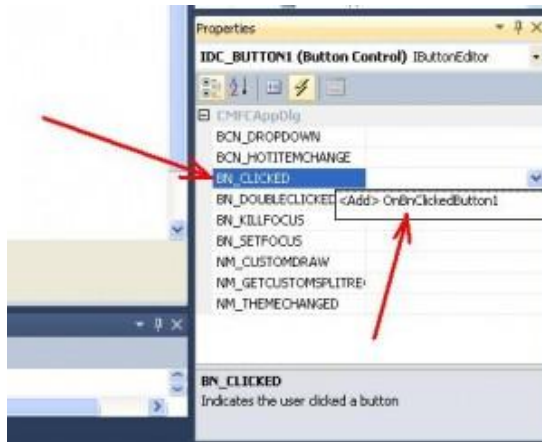 Properties
IDC_BUTTON1 (Button Control) IButtonEditor
CMFCAppDlg
BCN_DROPDOWN
BCN_HOTITEMCHANGE
BN_CLICKED
BN_DOUBLECLICKED <Add> OnBnClickedButton1
BN_KILLFOCUS
BN_SETFOCUS
NM_CUSTOMDRAW
NM_GETCUSTOMSPLITRE
NM_THEMECHANGED
BN_CLICKED
Indicates the user clicked a button